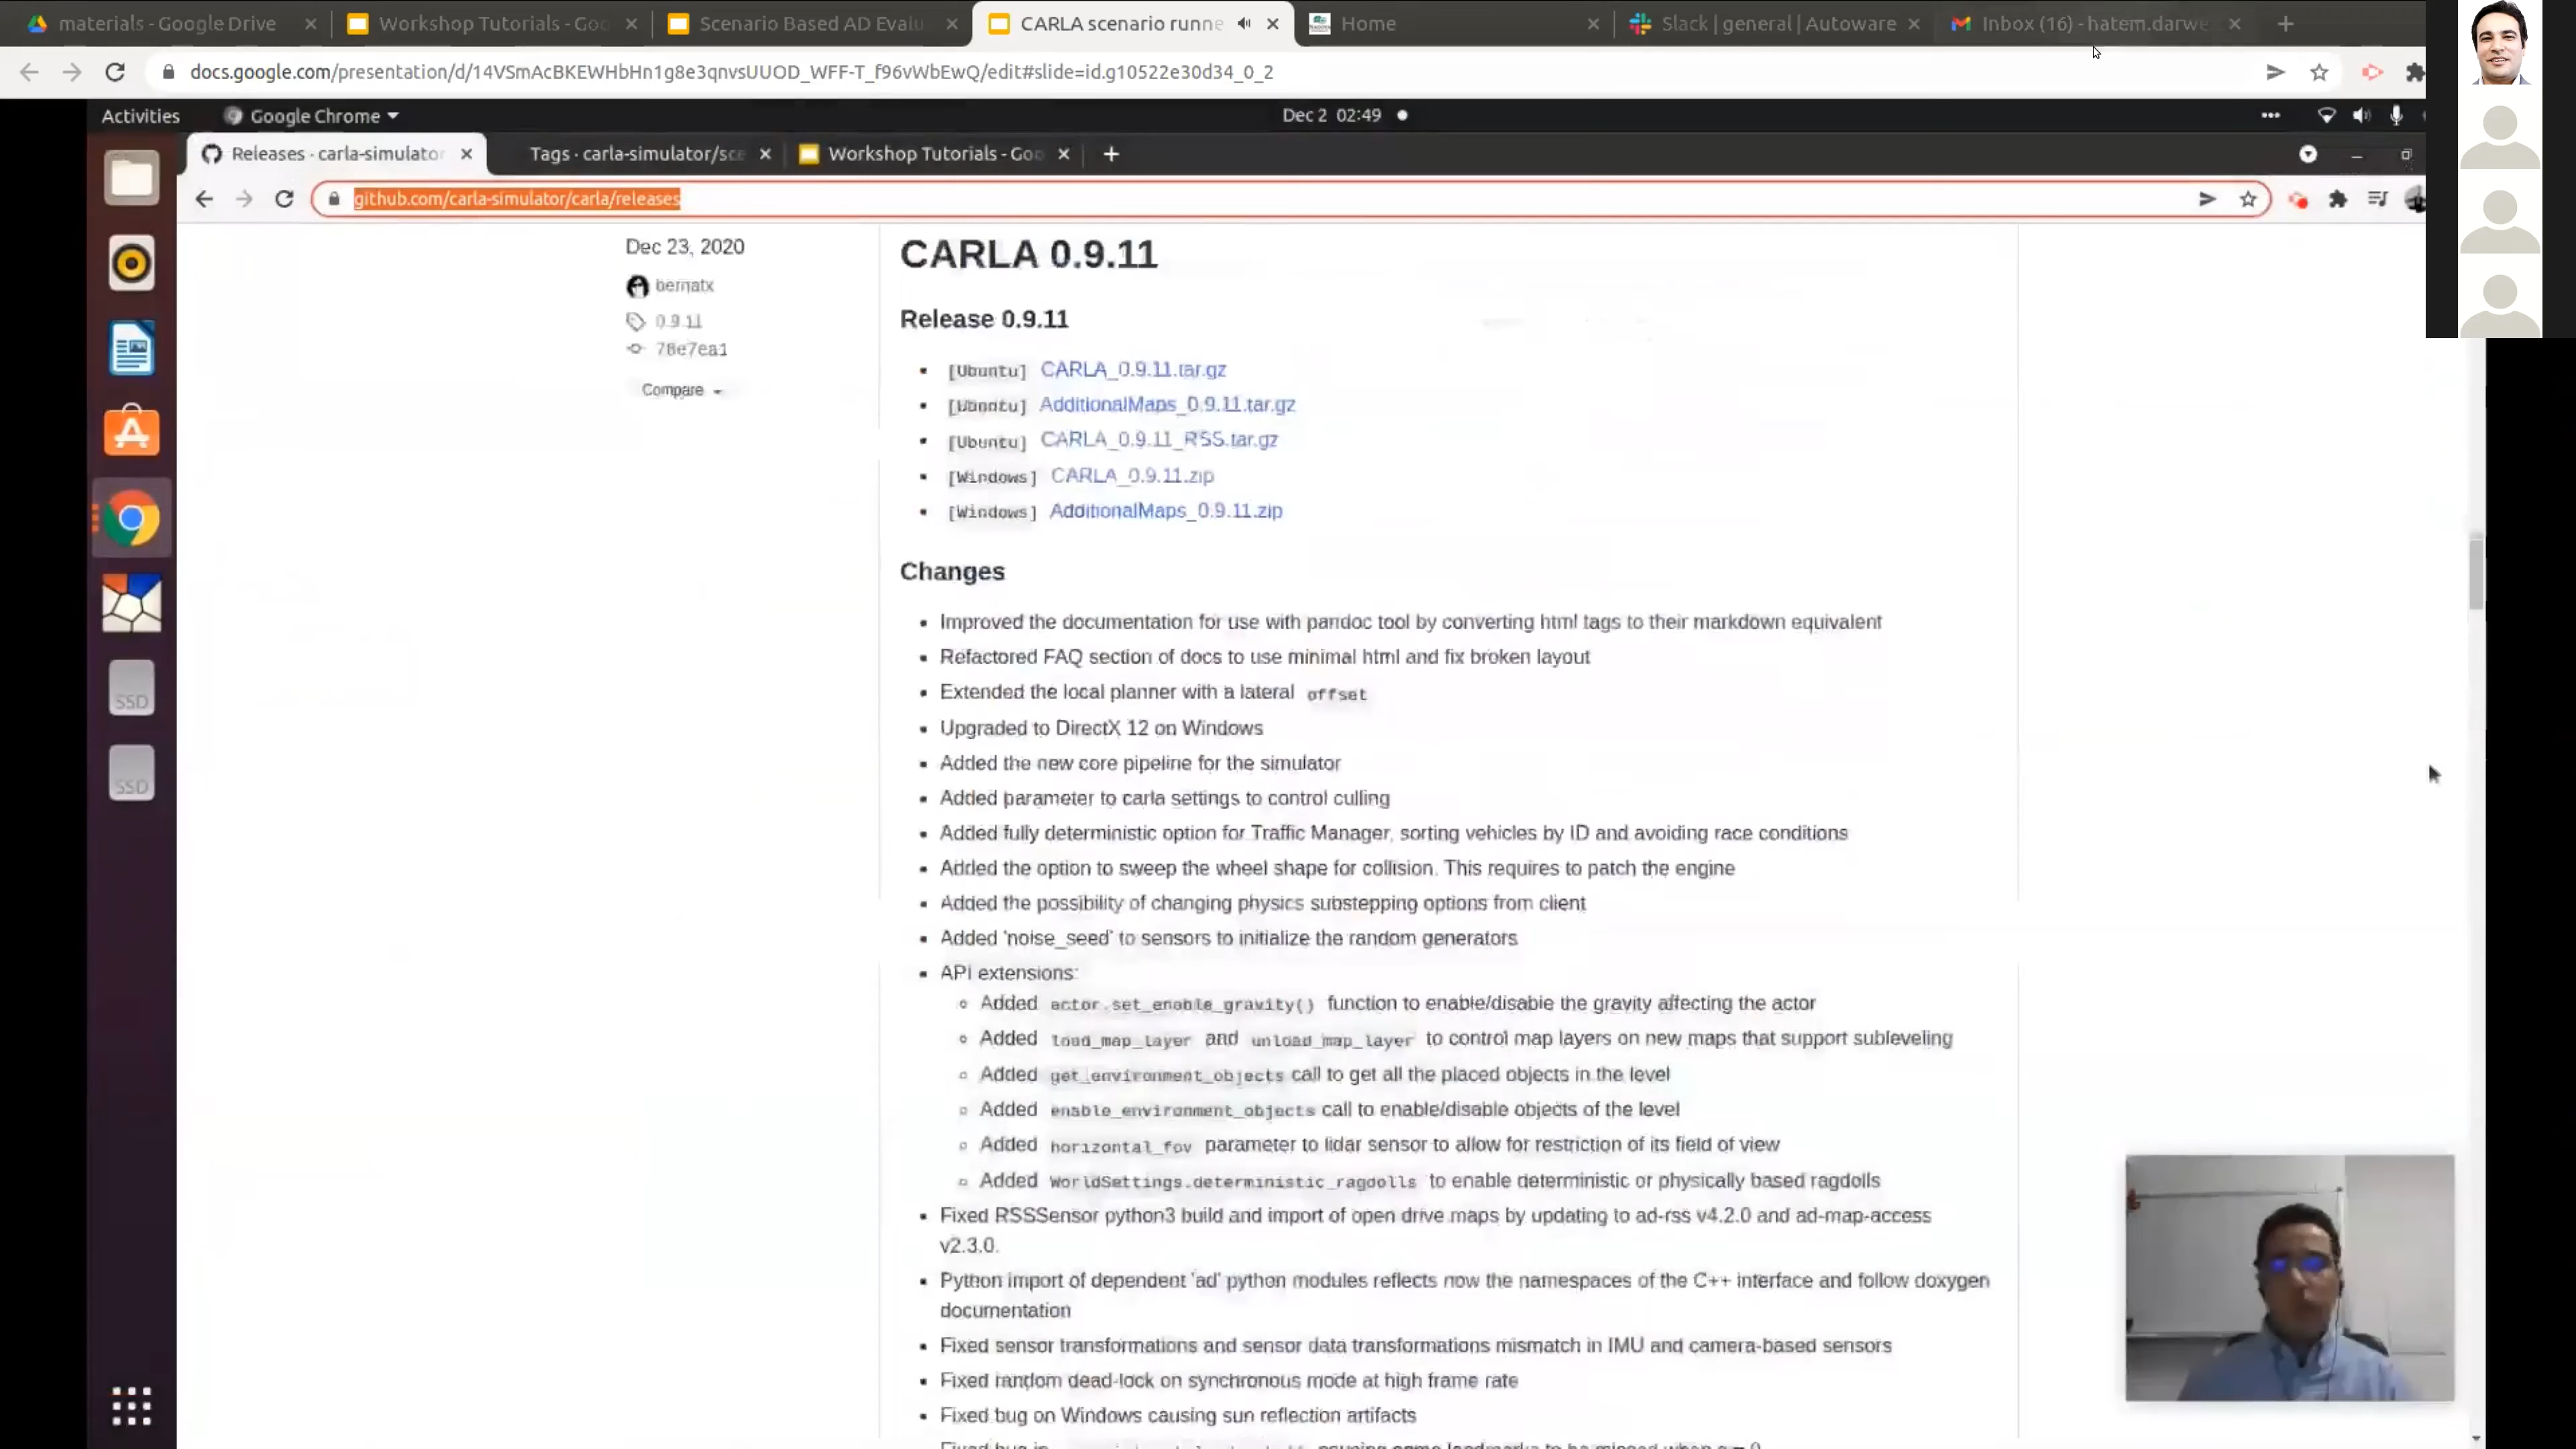 materials - Google Drive
Workshop Tutorials - Goo
Scenario Based AD Evalu
CARLA scenario runne
Home
Slack | general | Autoware
Inbox (16) - hatem.darwe
docs.google.com/presentation/d/14VSmAcBKEWHbHn1g8e3qnvsUUOD_WFF-T_f96vWbEwQ/edit#slide=id.g10522e30d34_0_2
Activities
Google Chrome
Dec 2 02:49
Releases · carla-simulator
Tags · carla-simulator/sce
Workshop Tutorials - Goo
github.com/carla-simulator/carla/releases
Dec 23, 2020
bernatx
0.9.11
78e7ea1
Compare
CARLA 0.9.11
Release 0.9.11
[Ubuntu] CARLA_0.9.11.tar.gz
[Ubuntu] AdditionalMaps_0.9.11.tar.gz
[Ubuntu] CARLA_0.9.11_RSS.tar.gz
[Windows] CARLA_0.9.11.zip
[Windows] AdditionalMaps_0.9.11.zip
Changes
Improved the documentation for use with pandoc tool by converting html tags to their markdown equivalent
Refactored FAQ section of docs to use minimal html and fix broken layout
Extended the local planner with a lateral offset
Upgraded to DirectX 12 on Windows
Added the new core pipeline for the simulator
Added parameter to carla settings to control culling
Added fully deterministic option for Traffic Manager, sorting vehicles by ID and avoiding race conditions
Added the option to sweep the wheel shape for collision. This requires to patch the engine
Added the possibility of changing physics substepping options from client
Added 'noise_seed' to sensors to initialize the random generators
API extensions:
Added actor.set_enable_gravity() function to enable/disable the gravity affecting the actor
Added load_map_layer and unload_map_layer to control map layers on new maps that support subleveling
Added get_environment_objects call to get all the placed objects in the level
Added enable_environment_objects call to enable/disable objects of the level
Added horizontal_fov parameter to lidar sensor to allow for restriction of its field of view
Added WorldSettings.deterministic_ragdolls to enable deterministic or physically based ragdolls
Fixed RSSSensor python3 build and import of open drive maps by updating to ad-rss v4.2.0 and ad-map-access
v2.3.0.
Python import of dependent 'ad' python modules reflects now the namespaces of the C++ interface and follow doxygen
documentation
Fixed sensor transformations and sensor data transformations mismatch in IMU and camera-based sensors
Fixed random dead-lock on synchronous mode at high frame rate
Fixed bug on Windows causing sun reflection artifacts
SSD
SSD